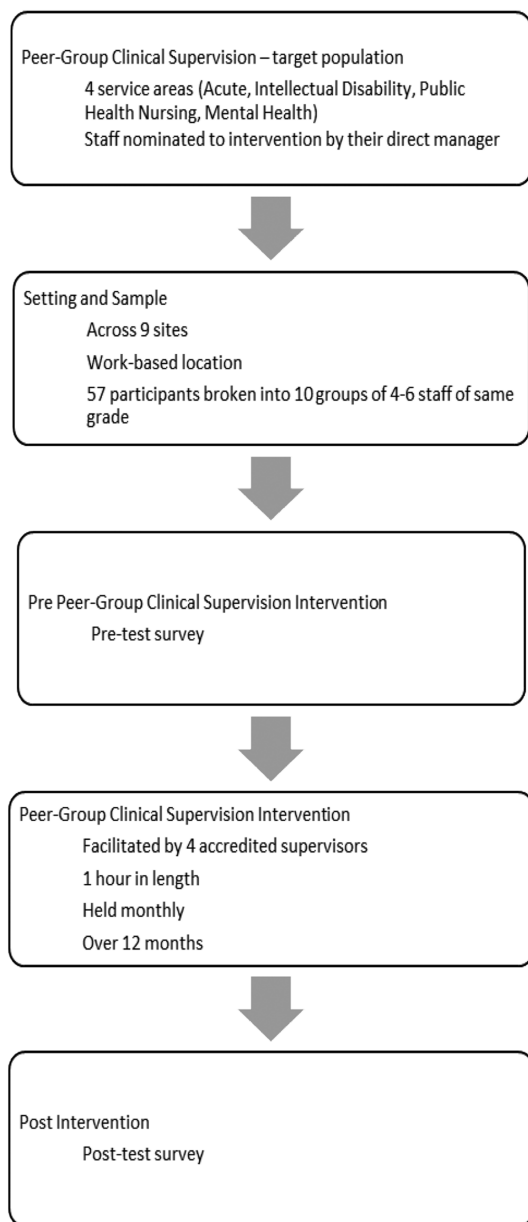 Peer-Group Clinical Supervision – target population
4 service areas (Acute, Intellectual Disability, Public
Health Nursing, Mental Health)
Staff nominated to intervention by their direct manager
Setting and Sample
Across 9 sites
Work-based location
57 participants broken into 10 groups of 4-6 staff of same
grade
Pre Peer-Group Clinical Supervision Intervention
Pre-test survey
Peer-Group Clinical Supervision Intervention
Facilitated by 4 accredited supervisors
1 hour in length
Held monthly
Over 12 months
Post Intervention
Post-test survey